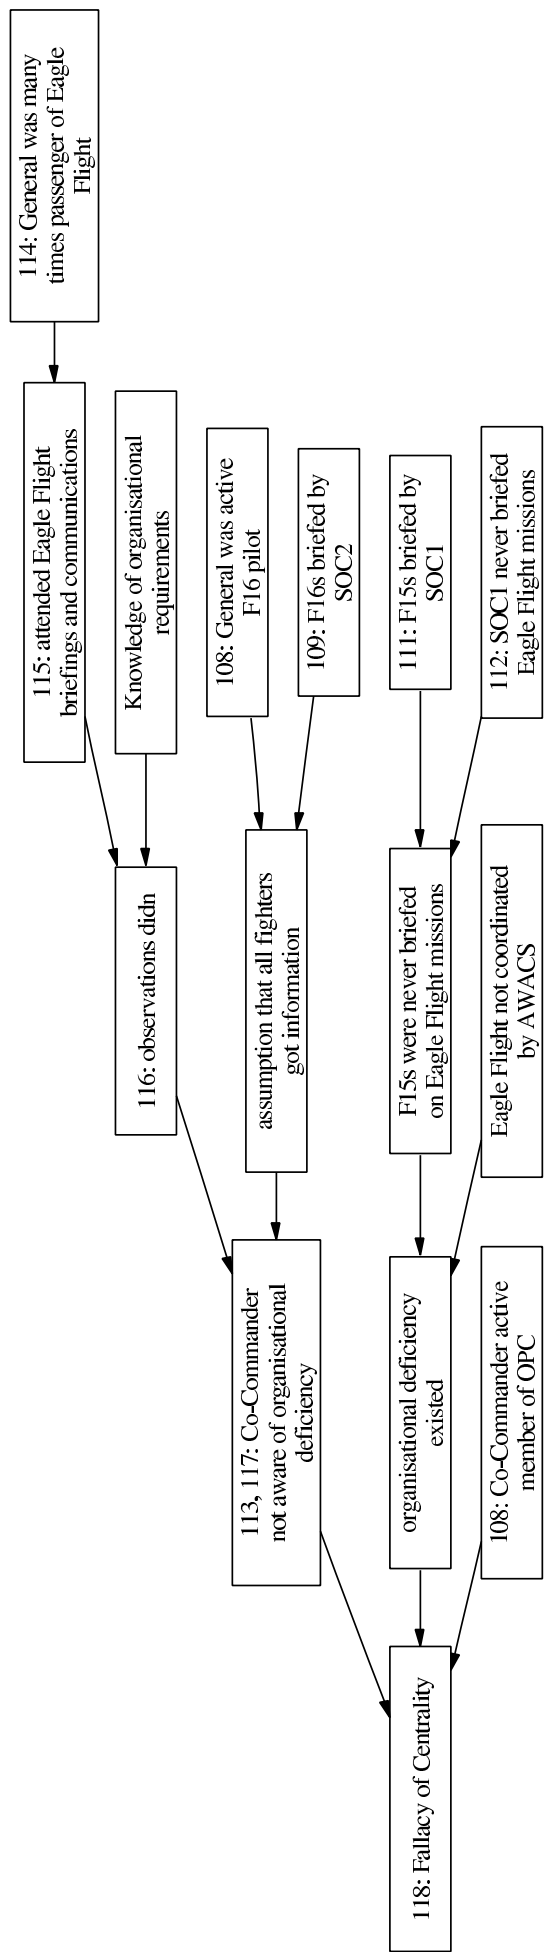 114: General was many
times passenger of Eagle
Flight
115: attended Eagle Flight
briefings and communications
Knowledge of organisational
requirements
108: General was active
F16 pilot
109: F16s briefed by
SOC2
111: F15s briefed by
SOC1
112: SOC1 never briefed
Eagle Flight missions
116: observations didn
assumption that all fighters
got information
F15s were never briefed
on Eagle Flight missions
Eagle Flight not coordinated
by AWACS
113, 117: Co-Commander
not aware of organisational
deficiency
organisational deficiency
existed
108: Co-Commander active
member of OPC
118: Fallacy of Centrality